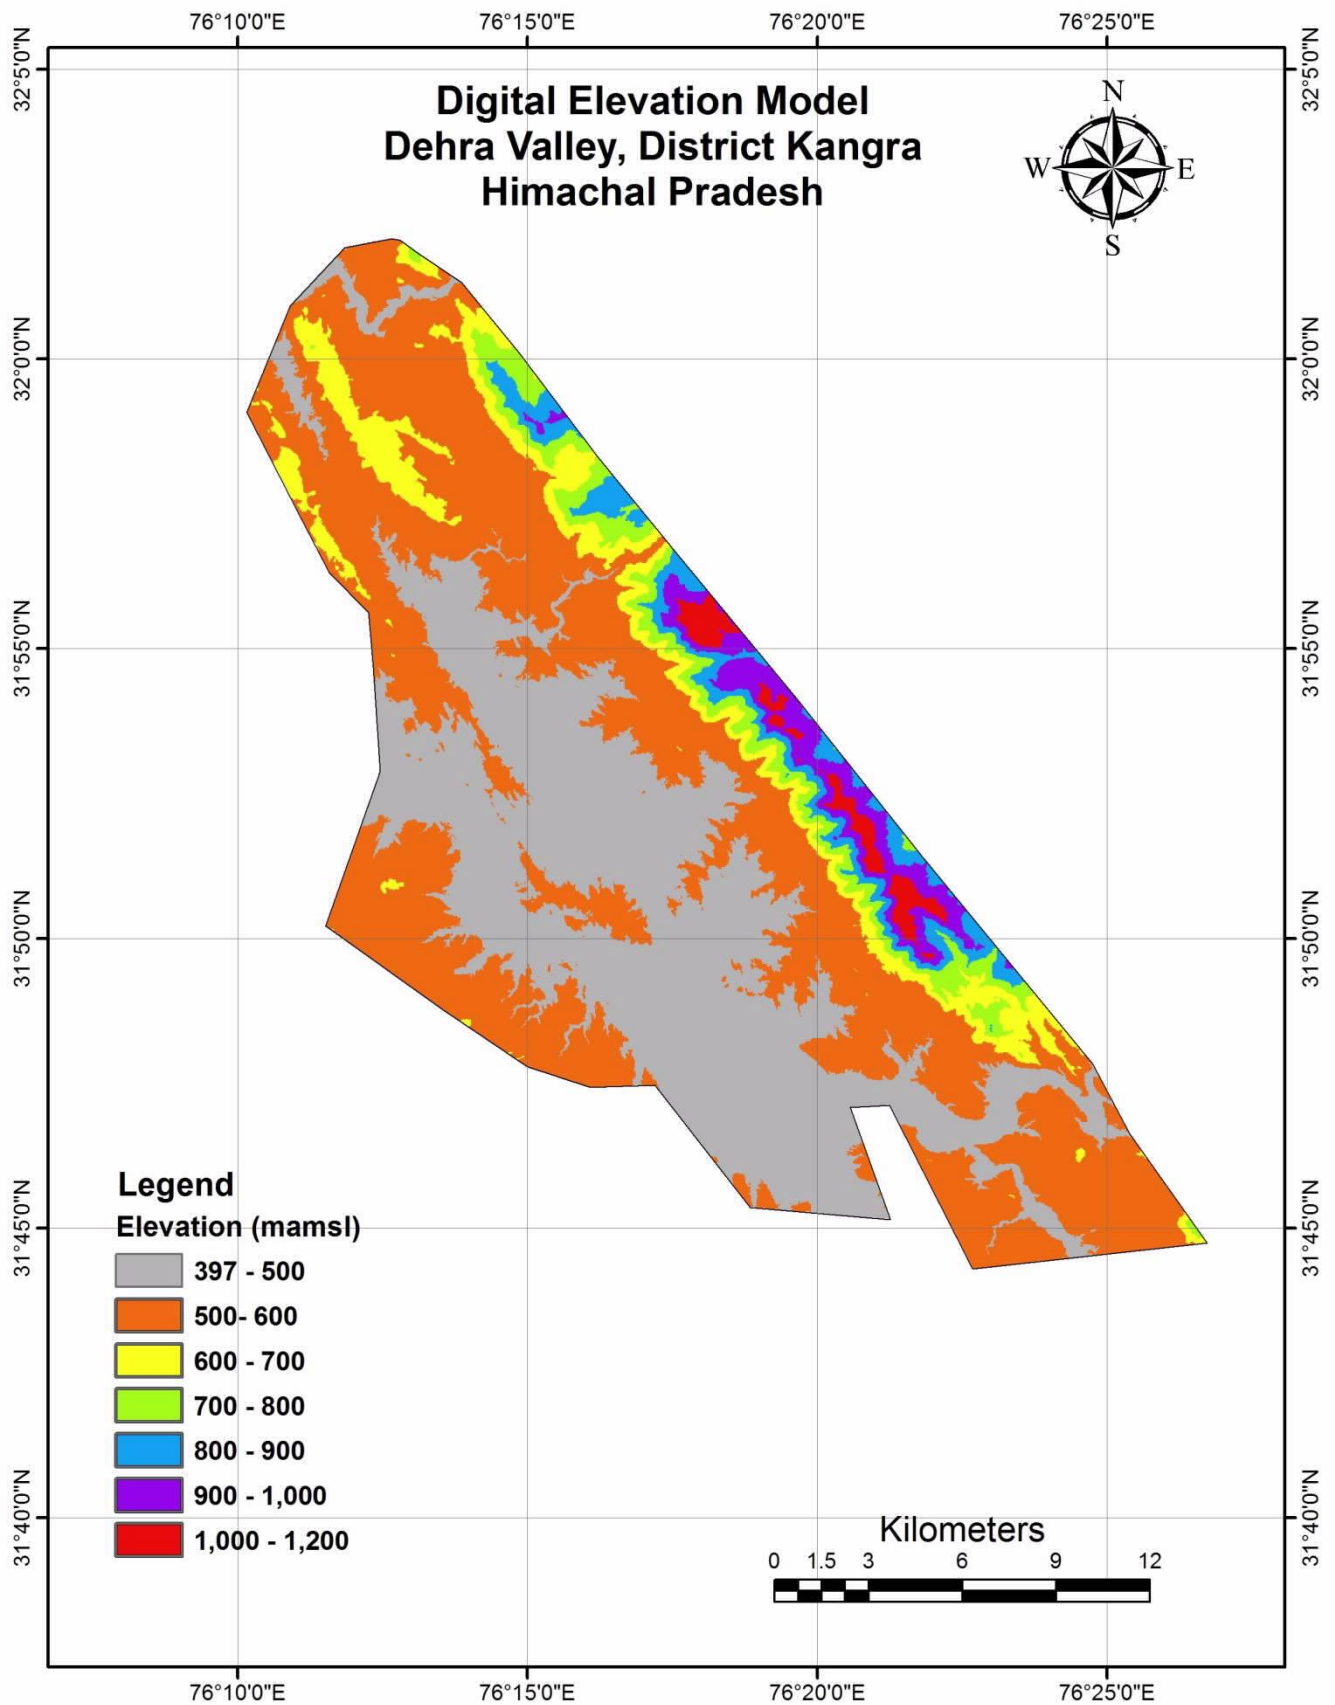 76°10'0"E 76°15'0"E 76°20'0"E 76°25'0"E
32°5'0"N 32°5'0"N
Digital Elevation Model
Dehra Valley, District Kangra
Himachal Pradesh
N
W E
S
32°0'0"N 32°0'0"N
31°55'0"N 31°55'0"N
31°50'0"N 31°50'0"N
31°45'0"N 31°45'0"N
Legend
Elevation (mamsl)
397 - 500
500- 600
600 - 700
700 - 800
800 - 900
900 - 1,000
1,000 - 1,200
31°40'0"N 31°40'0"N
Kilometers
0 1.5 3 6 9 12
76°10'0"E 76°15'0"E 76°20'0"E 76°25'0"E